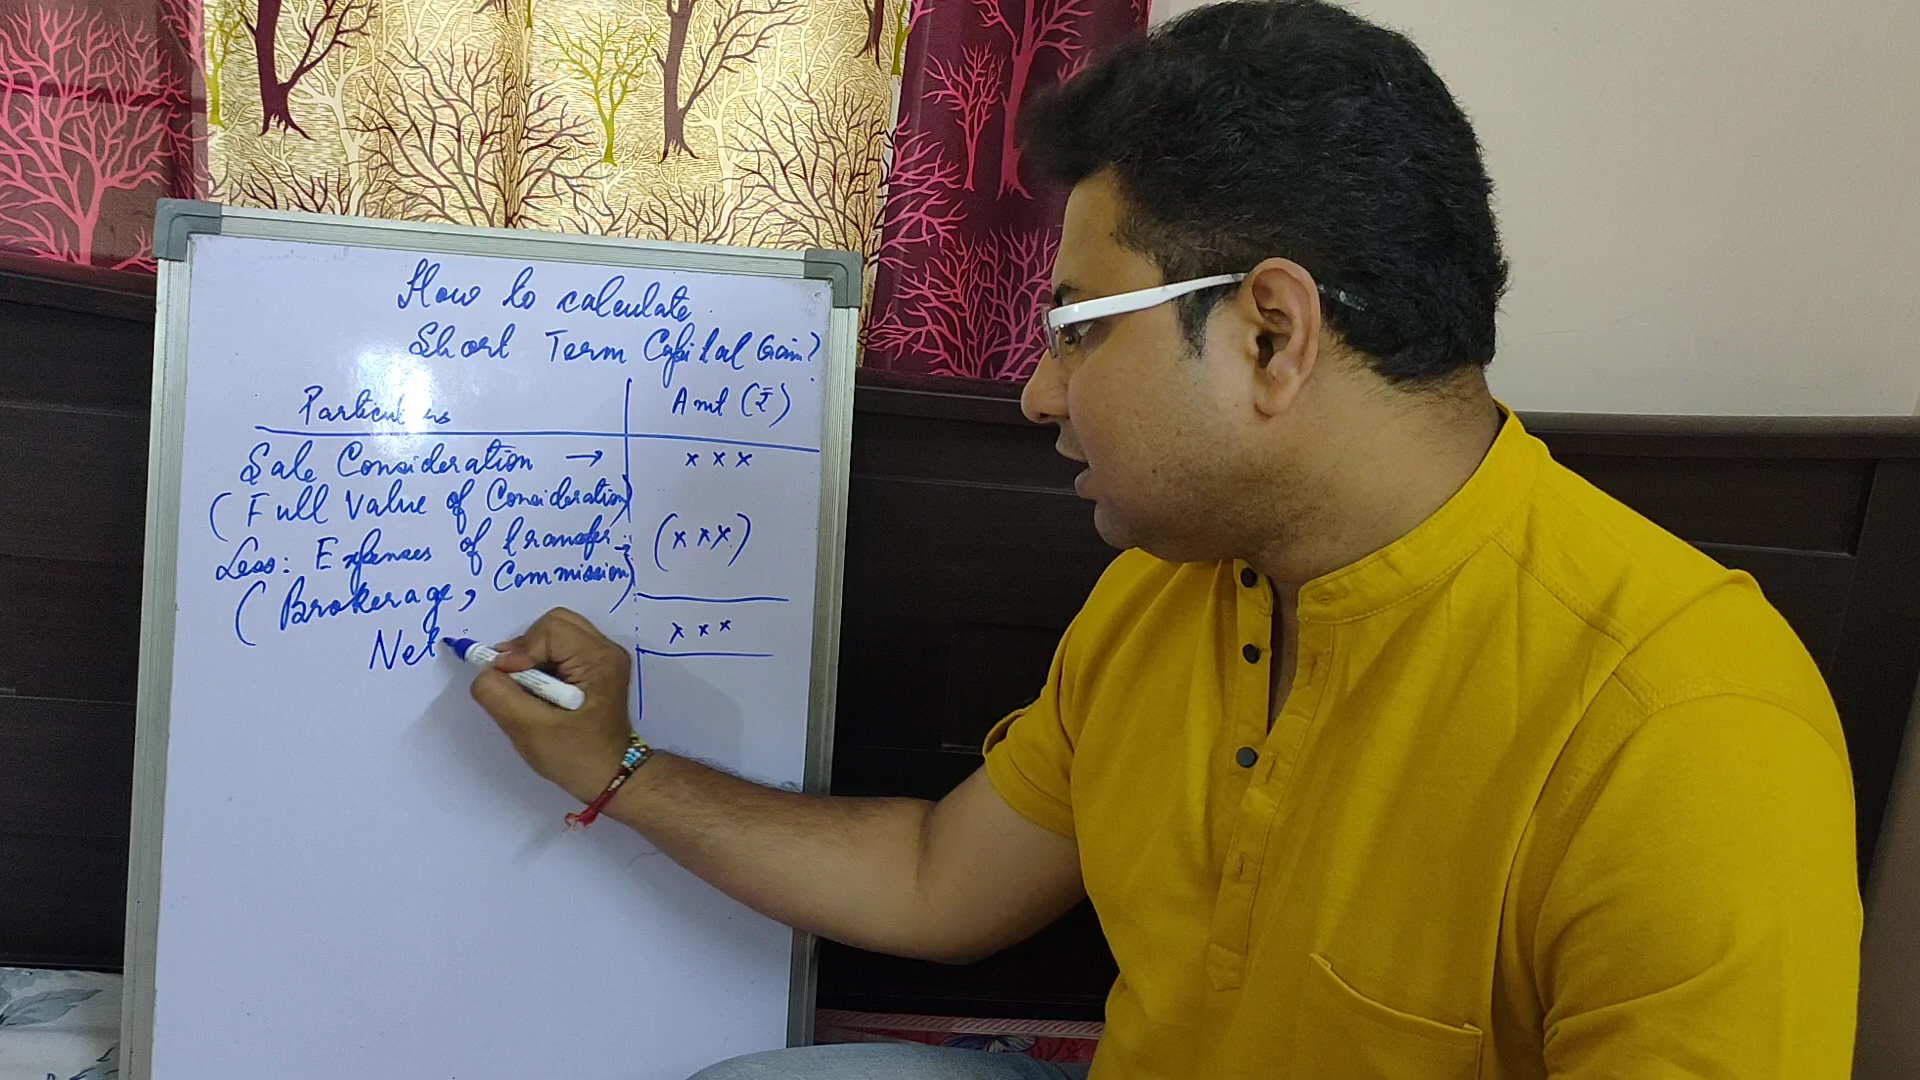 How to calculate
Short Term Capital Gain?
Particulars Amt (₹)
Sale Consideration → x x x
(Full Value of Consideration)
Less: Expenses of transfer → (x x x)
(Brokerage, Commission)
Net x x x